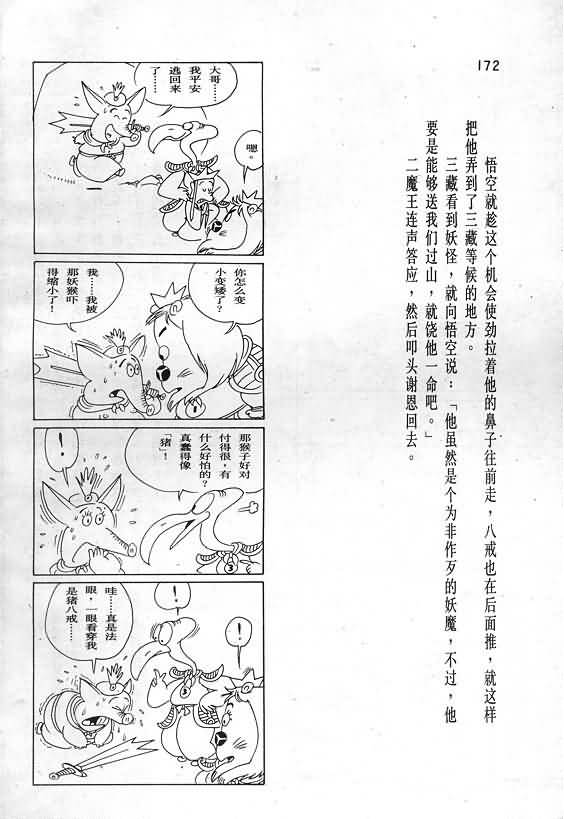 172
悟空就趁这个机会使劲拉着他的鼻子往前走，八戒也在后面推，就这样
把他弄到了三藏等候的地方。
三藏看到妖怪，就向悟空说：「他虽然是个为非作歹的妖魔，不过，他
要是能够送我们过山，就饶他一命吧。」
二魔王连声答应，然后叩头谢恩回去。
大哥……
我平安
逃回来
了……
嗯。
你怎么变
小变矮了？
我……我被
那妖猴吓
得缩小了！
那猴子好对
付得很，有
什么好怕的？
真蠢得像
「猪」！
！
！
！
哇……真是法
眼，一眼看穿我
是猪八戒……
3
3